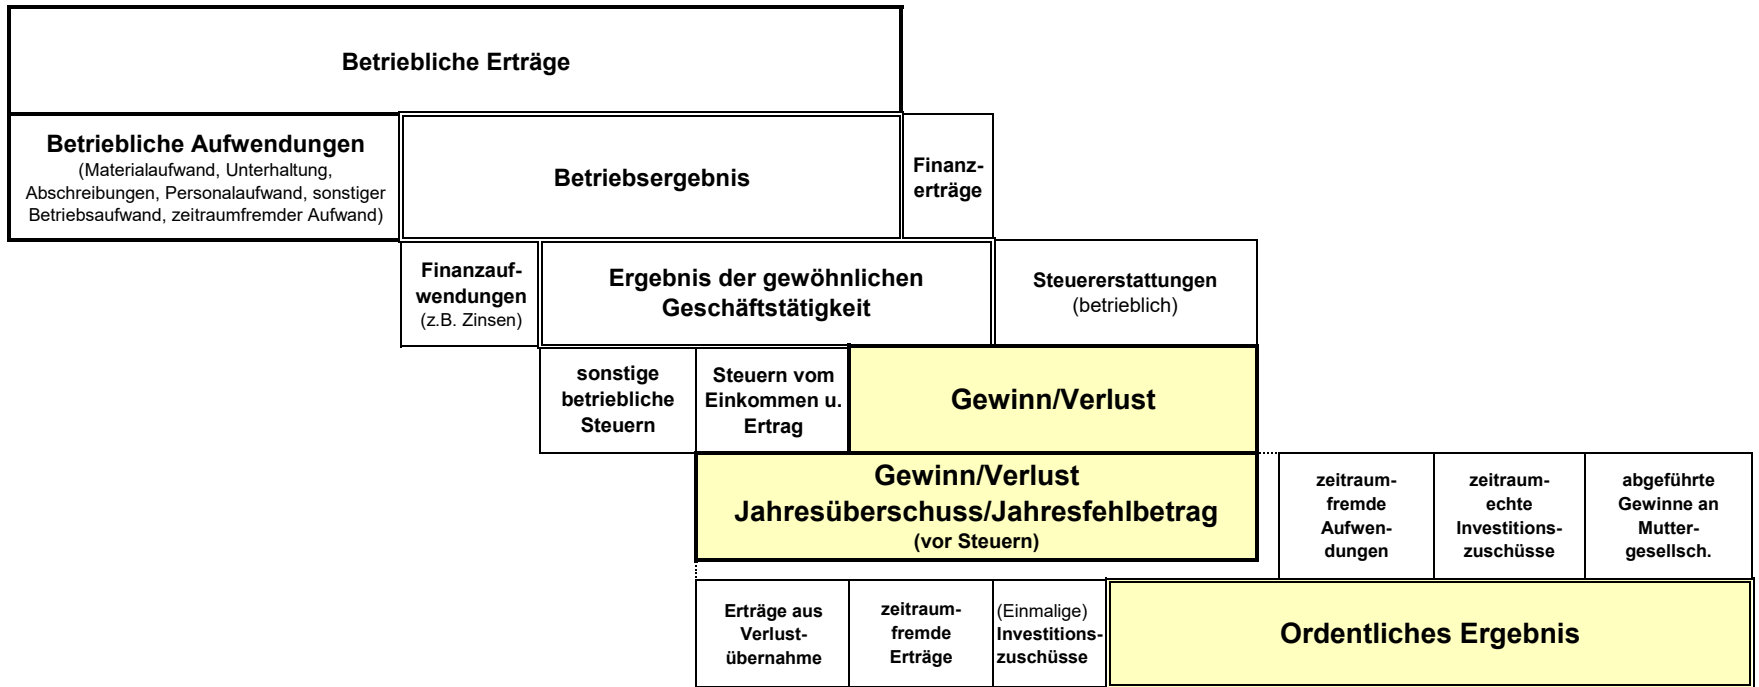 Betriebliche Erträge
Betriebliche Aufwendungen
(Materialaufwand, Unterhaltung,
Abschreibungen, Personalaufwand, sonstiger
Betriebsaufwand, zeitraumfremder Aufwand)
Betriebsergebnis
Finanz-
erträge
Finanzauf-
wendungen
(z.B. Zinsen)
Ergebnis der gewöhnlichen
Geschäftstätigkeit
Steuererstattungen
(betrieblich)
sonstige
betriebliche
Steuern
Steuern vom
Einkommen u.
Ertrag
Gewinn/Verlust
Gewinn/Verlust
Jahresüberschuss/Jahresfehlbetrag
(vor Steuern)
zeitraum-
fremde
Aufwen-
dungen
zeitraum-
echte
Investitions-
zuschüsse
abgeführte
Gewinne an
Mutter-
gesellsch.
Erträge aus
Verlust-
übernahme
zeitraum-
fremde
Erträge
(Einmalige)
Investitions-
zuschüsse
Ordentliches Ergebnis